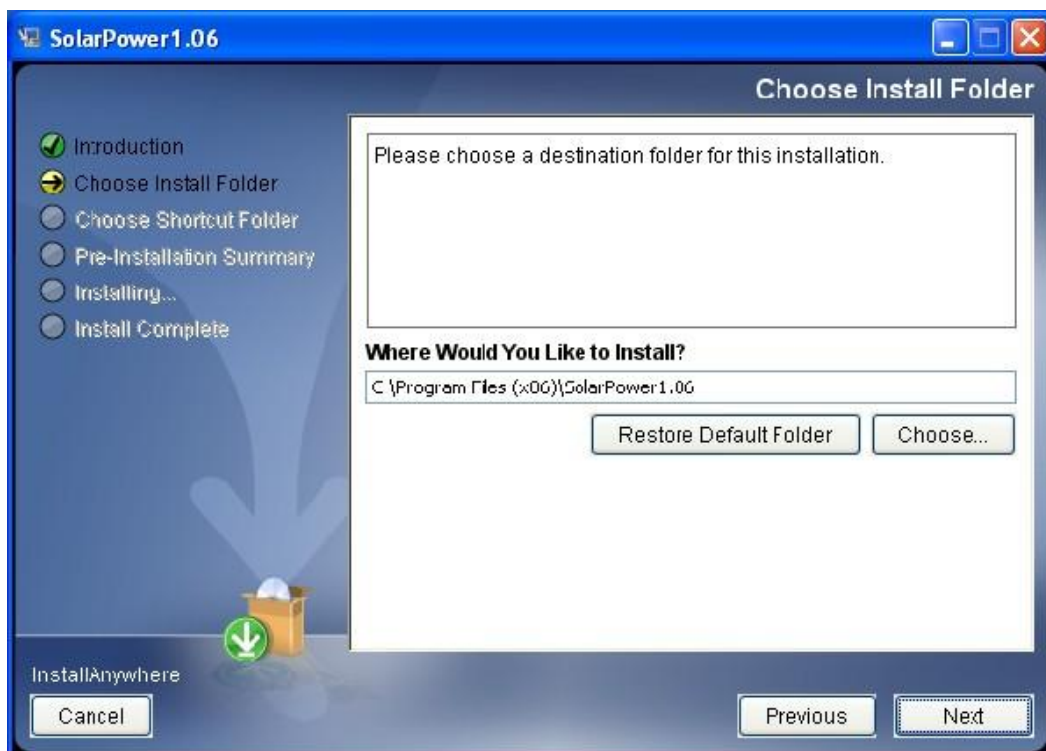 SolarPower1.06
Choose Install Folder
Introduction
Choose Install Folder
Choose Shortcut Folder
Pre-Installation Summary
Installing...
Install Complete
Please choose a destination folder for this installation.
Where Would You Like to Install?
C:\Program Files (x86)\SolarPower1.06
Restore Default Folder
Choose...
InstallAnywhere
Cancel
Previous
Next